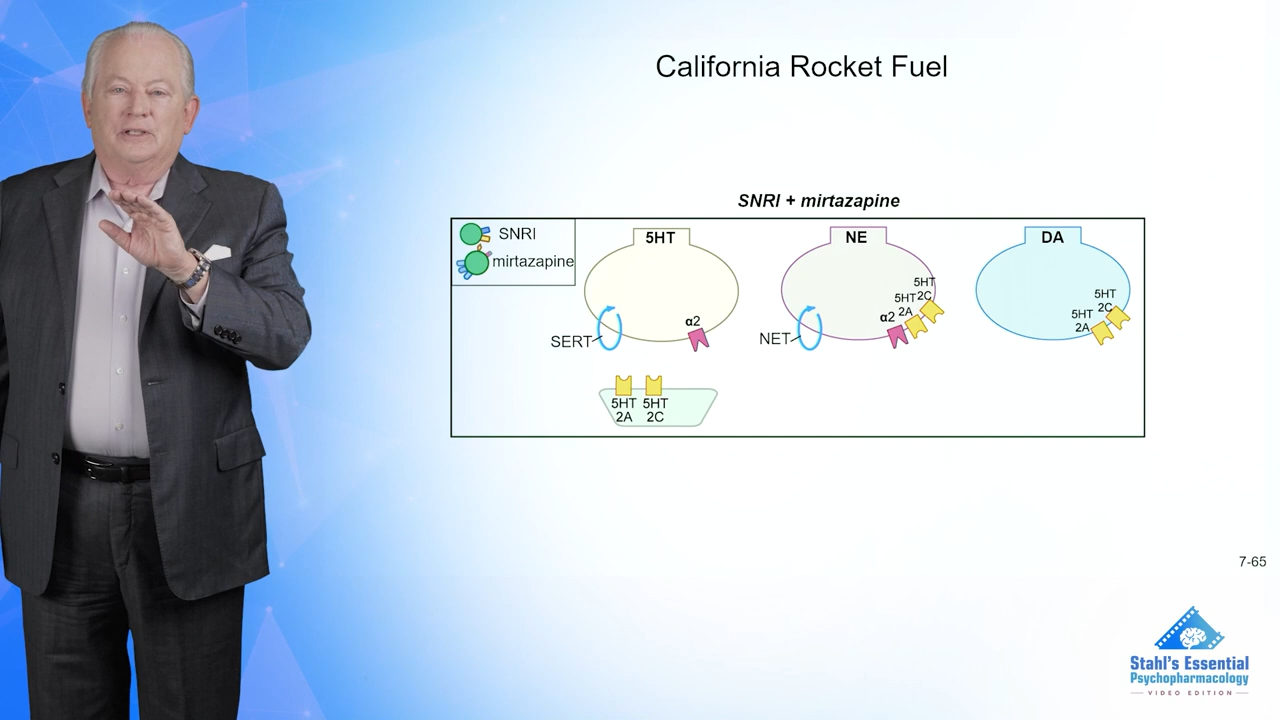 California Rocket Fuel
SNRI + mirtazapine
SNRI
mirtazapine
5HT
SERT
α2
NE
NET
α2
5HT
2A
5HT
2C
DA
5HT
2A
5HT
2C
5HT
2A
5HT
2C
7-65
Stahl's Essential
Psychopharmacology
VIDEO EDITION